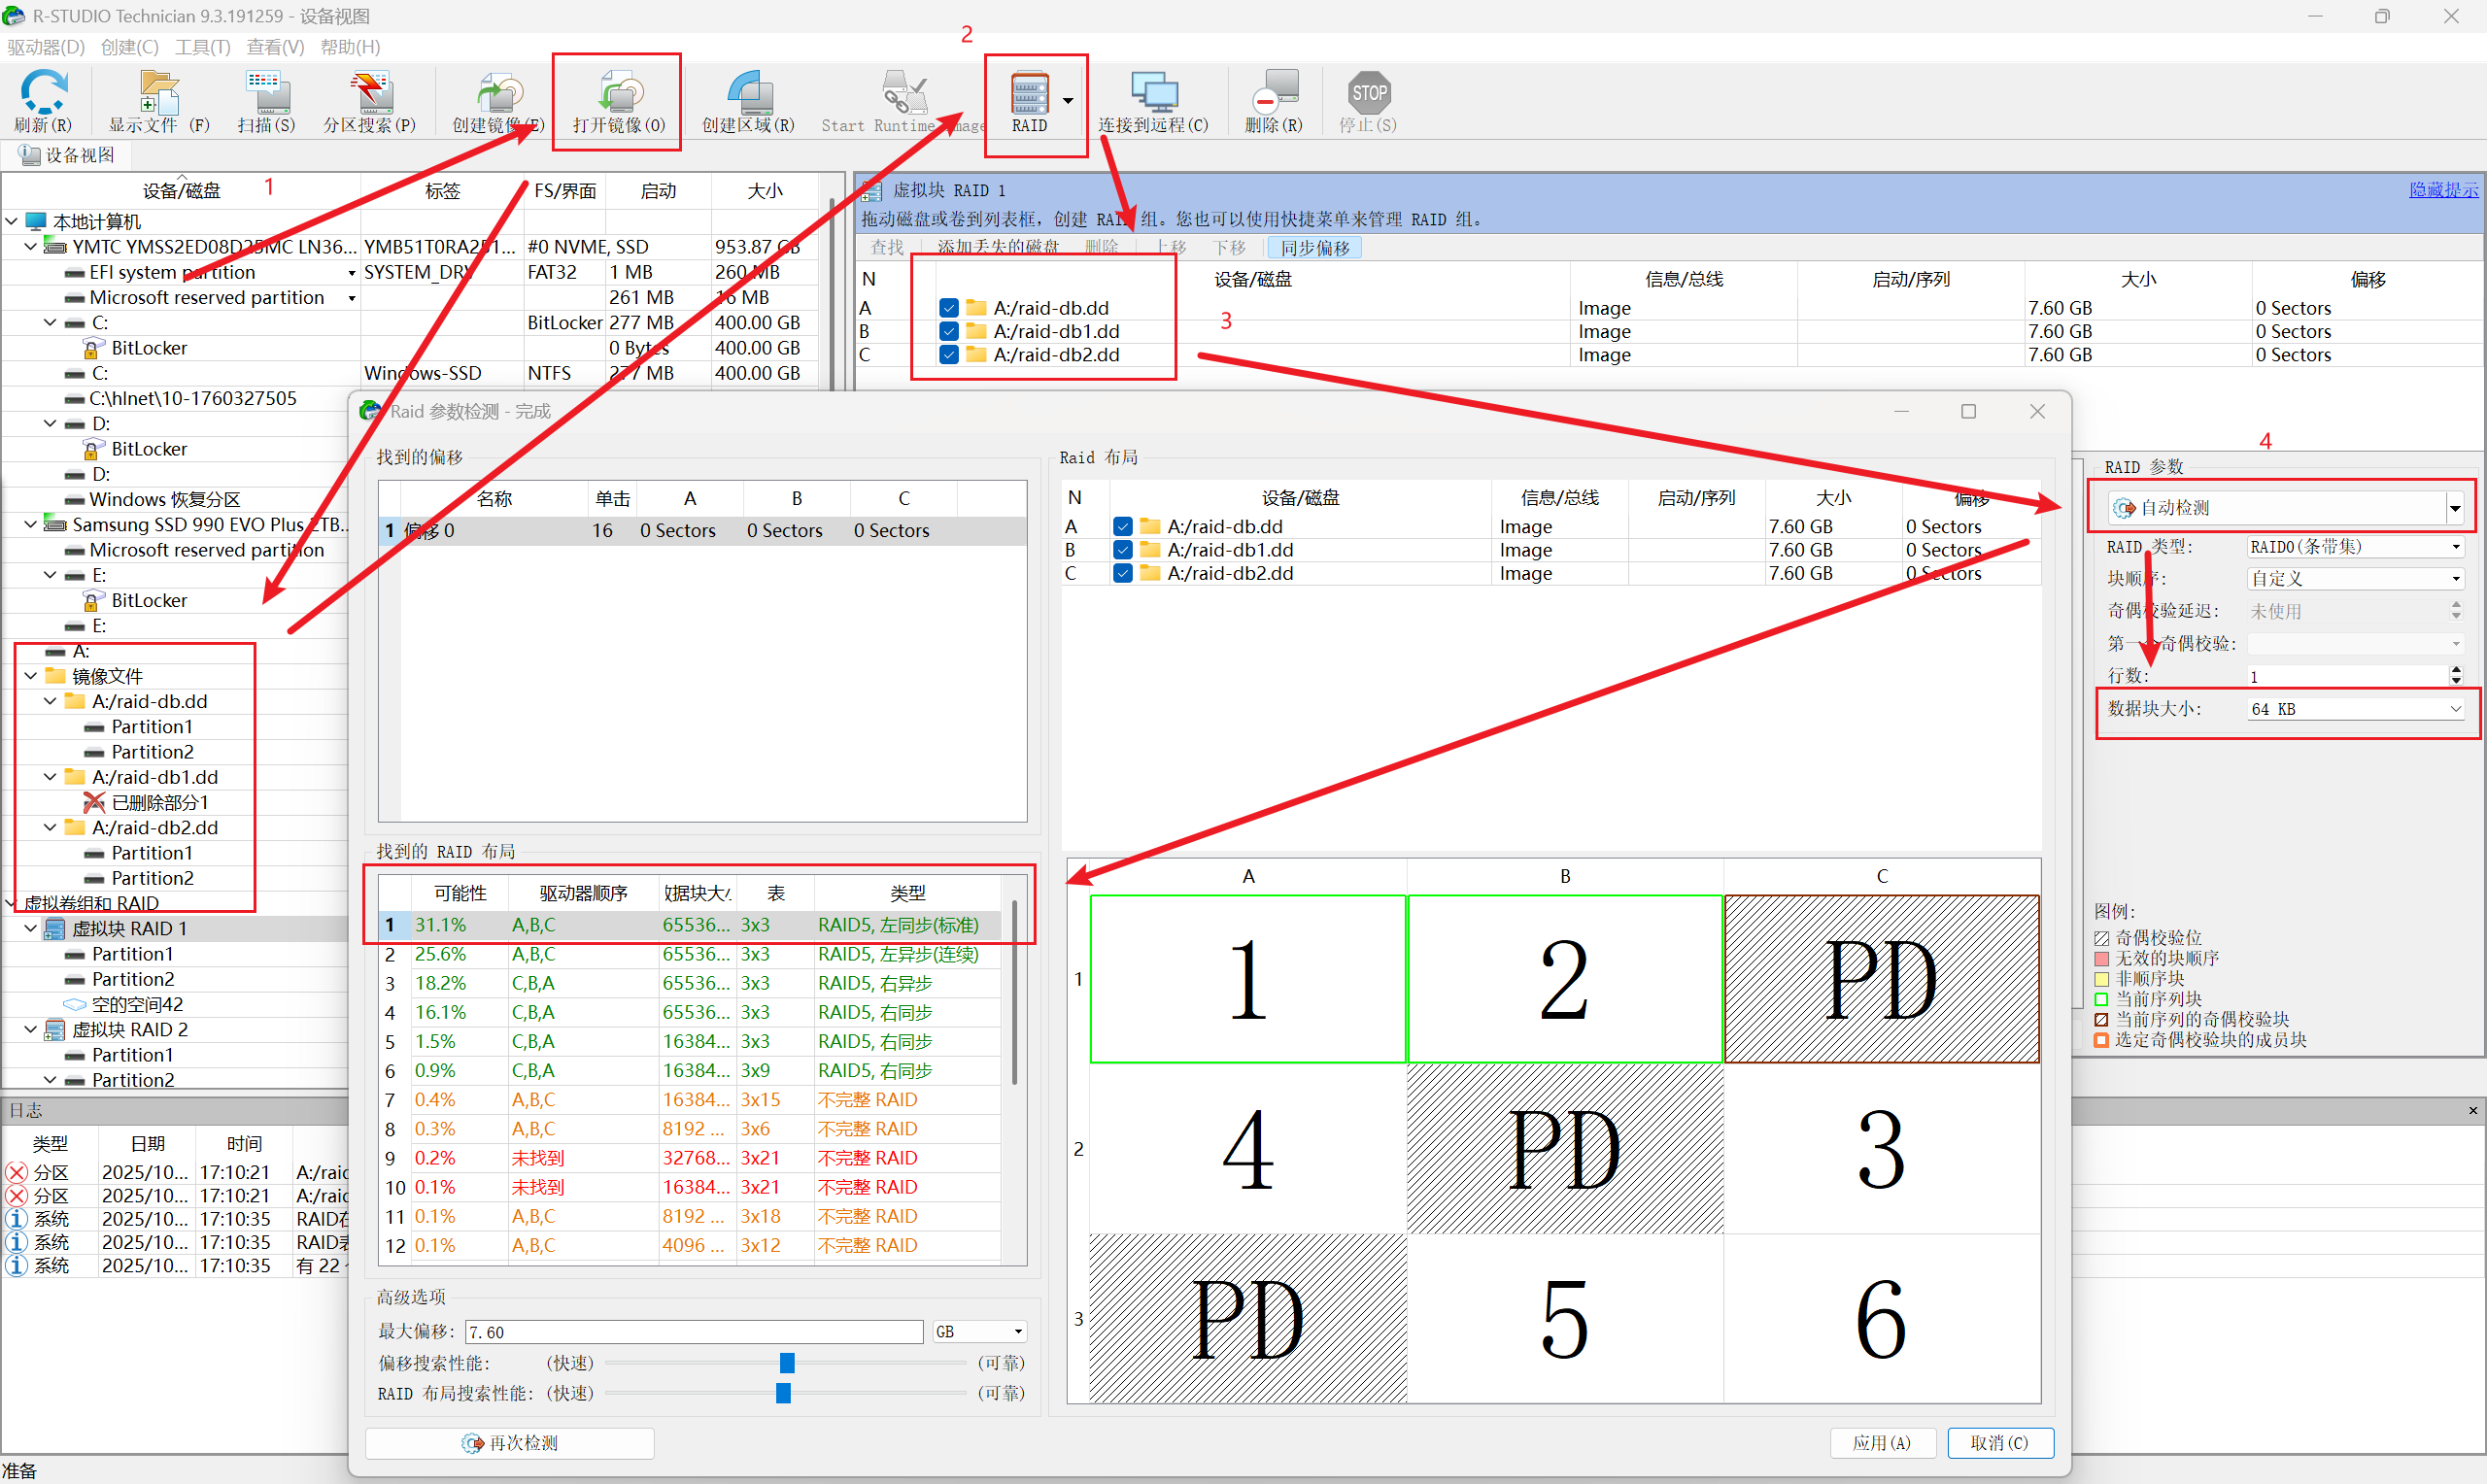 R-STUDIO Technician 9.3.191259 - 设备视图
驱动器(D) 创建(C) 工具(T) 查看(V) 帮助(H)
2
刷新(R) 显示文件 (F) 扫描(S) 分区搜索(P) 创建镜像(E) 打开镜像(O) 创建区域(R) Start Runtime Image RAID 连接到远程(C) 删除(R) STOP 停止(S)
设备视图
设备/磁盘 标签 FS/界面 启动 大小
1
本地计算机
YMTC YMSS2ED08D25MC LN36... YMB51T0RA251... #0 NVME, SSD 953.87 GB
EFI system partition SYSTEM_DRV FAT32 1 MB 260 MB
Microsoft reserved partition 261 MB 16 MB
C: BitLocker 277 MB 400.00 GB
BitLocker 0 Bytes 400.00 GB
C: Windows-SSD NTFS 277 MB 400.00 GB
C:\hlnet\10-1760327505
D:
BitLocker
D:
Windows 恢复分区
Samsung SSD 990 EVO Plus 2TB...
Microsoft reserved partition
E:
BitLocker
E:
A:
镜像文件
A:/raid-db.dd
Partition1
Partition2
A:/raid-db1.dd
已删除部分1
A:/raid-db2.dd
Partition1
Partition2
虚拟卷组和 RAID
虚拟块 RAID 1
Partition1
Partition2
空的空间42
虚拟块 RAID 2
Partition1
Partition2
虚拟块 RAID 1 隐藏提示
拖动磁盘或卷到列表框，创建 RAID 组。您也可以使用快捷菜单来管理 RAID 组。
查找 添加丢失的磁盘 删除 上移 下移 同步偏移
N 设备/磁盘 信息/总线 启动/序列 大小 偏移
A A:/raid-db.dd Image 7.60 GB 0 Sectors
B A:/raid-db1.dd Image 7.60 GB 0 Sectors
C A:/raid-db2.dd Image 7.60 GB 0 Sectors
3
Raid 参数检测 - 完成
找到的偏移
名称 单击 A B C
1 偏移 0 16 0 Sectors 0 Sectors 0 Sectors
找到的 RAID 布局
可能性 驱动器顺序 数据块大小 表 类型
1 31.1% A,B,C 65536... 3x3 RAID5, 左同步(标准)
2 25.6% A,B,C 65536... 3x3 RAID5, 左异步(连续)
3 18.2% C,B,A 65536... 3x3 RAID5, 右异步
4 16.1% C,B,A 65536... 3x3 RAID5, 右同步
5 1.5% C,B,A 16384... 3x3 RAID5, 右同步
6 0.9% C,B,A 16384... 3x9 RAID5, 右同步
7 0.4% A,B,C 16384... 3x15 不完整 RAID
8 0.3% A,B,C 8192 ... 3x6 不完整 RAID
9 0.2% 未找到 32768... 3x21 不完整 RAID
10 0.1% 未找到 16384... 3x21 不完整 RAID
11 0.1% A,B,C 8192 ... 3x18 不完整 RAID
12 0.1% A,B,C 4096 ... 3x12 不完整 RAID
高级选项
最大偏移: 7.60 GB
偏移搜索性能: (快速) (可靠)
RAID 布局搜索性能: (快速) (可靠)
再次检测
Raid 布局
N 设备/磁盘 信息/总线 启动/序列 大小 偏移
A A:/raid-db.dd Image 7.60 GB 0 Sectors
B A:/raid-db1.dd Image 7.60 GB 0 Sectors
C A:/raid-db2.dd Image 7.60 GB 0 Sectors
A B C
1 1 2 PD
2 4 PD 3
3 PD 5 6
应用(A) 取消(C)
4
RAID 参数
自动检测
RAID 类型: RAID0(条带集)
块顺序: 自定义
奇偶校验延迟: 未使用
第一个奇偶校验:
行数: 1
数据块大小: 64 KB
图例:
奇偶校验位
无效的块顺序
非顺序块
当前序列块
当前序列的奇偶校验块
选定奇偶校验块的成员块
日志
类型 日期 时间
分区 2025/10... 17:10:21 A:/raid
分区 2025/10... 17:10:21 A:/raid
系统 2025/10... 17:10:35 RAID在
系统 2025/10... 17:10:35 RAID表
系统 2025/10... 17:10:35 有 22
准备